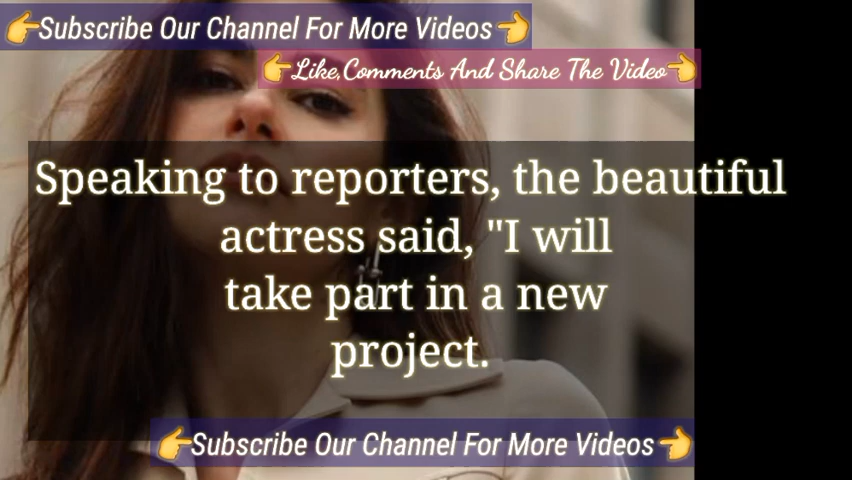 👉Subscribe Our Channel For More Videos👈
👉Like,Comments And Share The Video👈
Speaking to reporters, the beautiful
actress said, "I will
take part in a new
project.
👉Subscribe Our Channel For More Videos👈